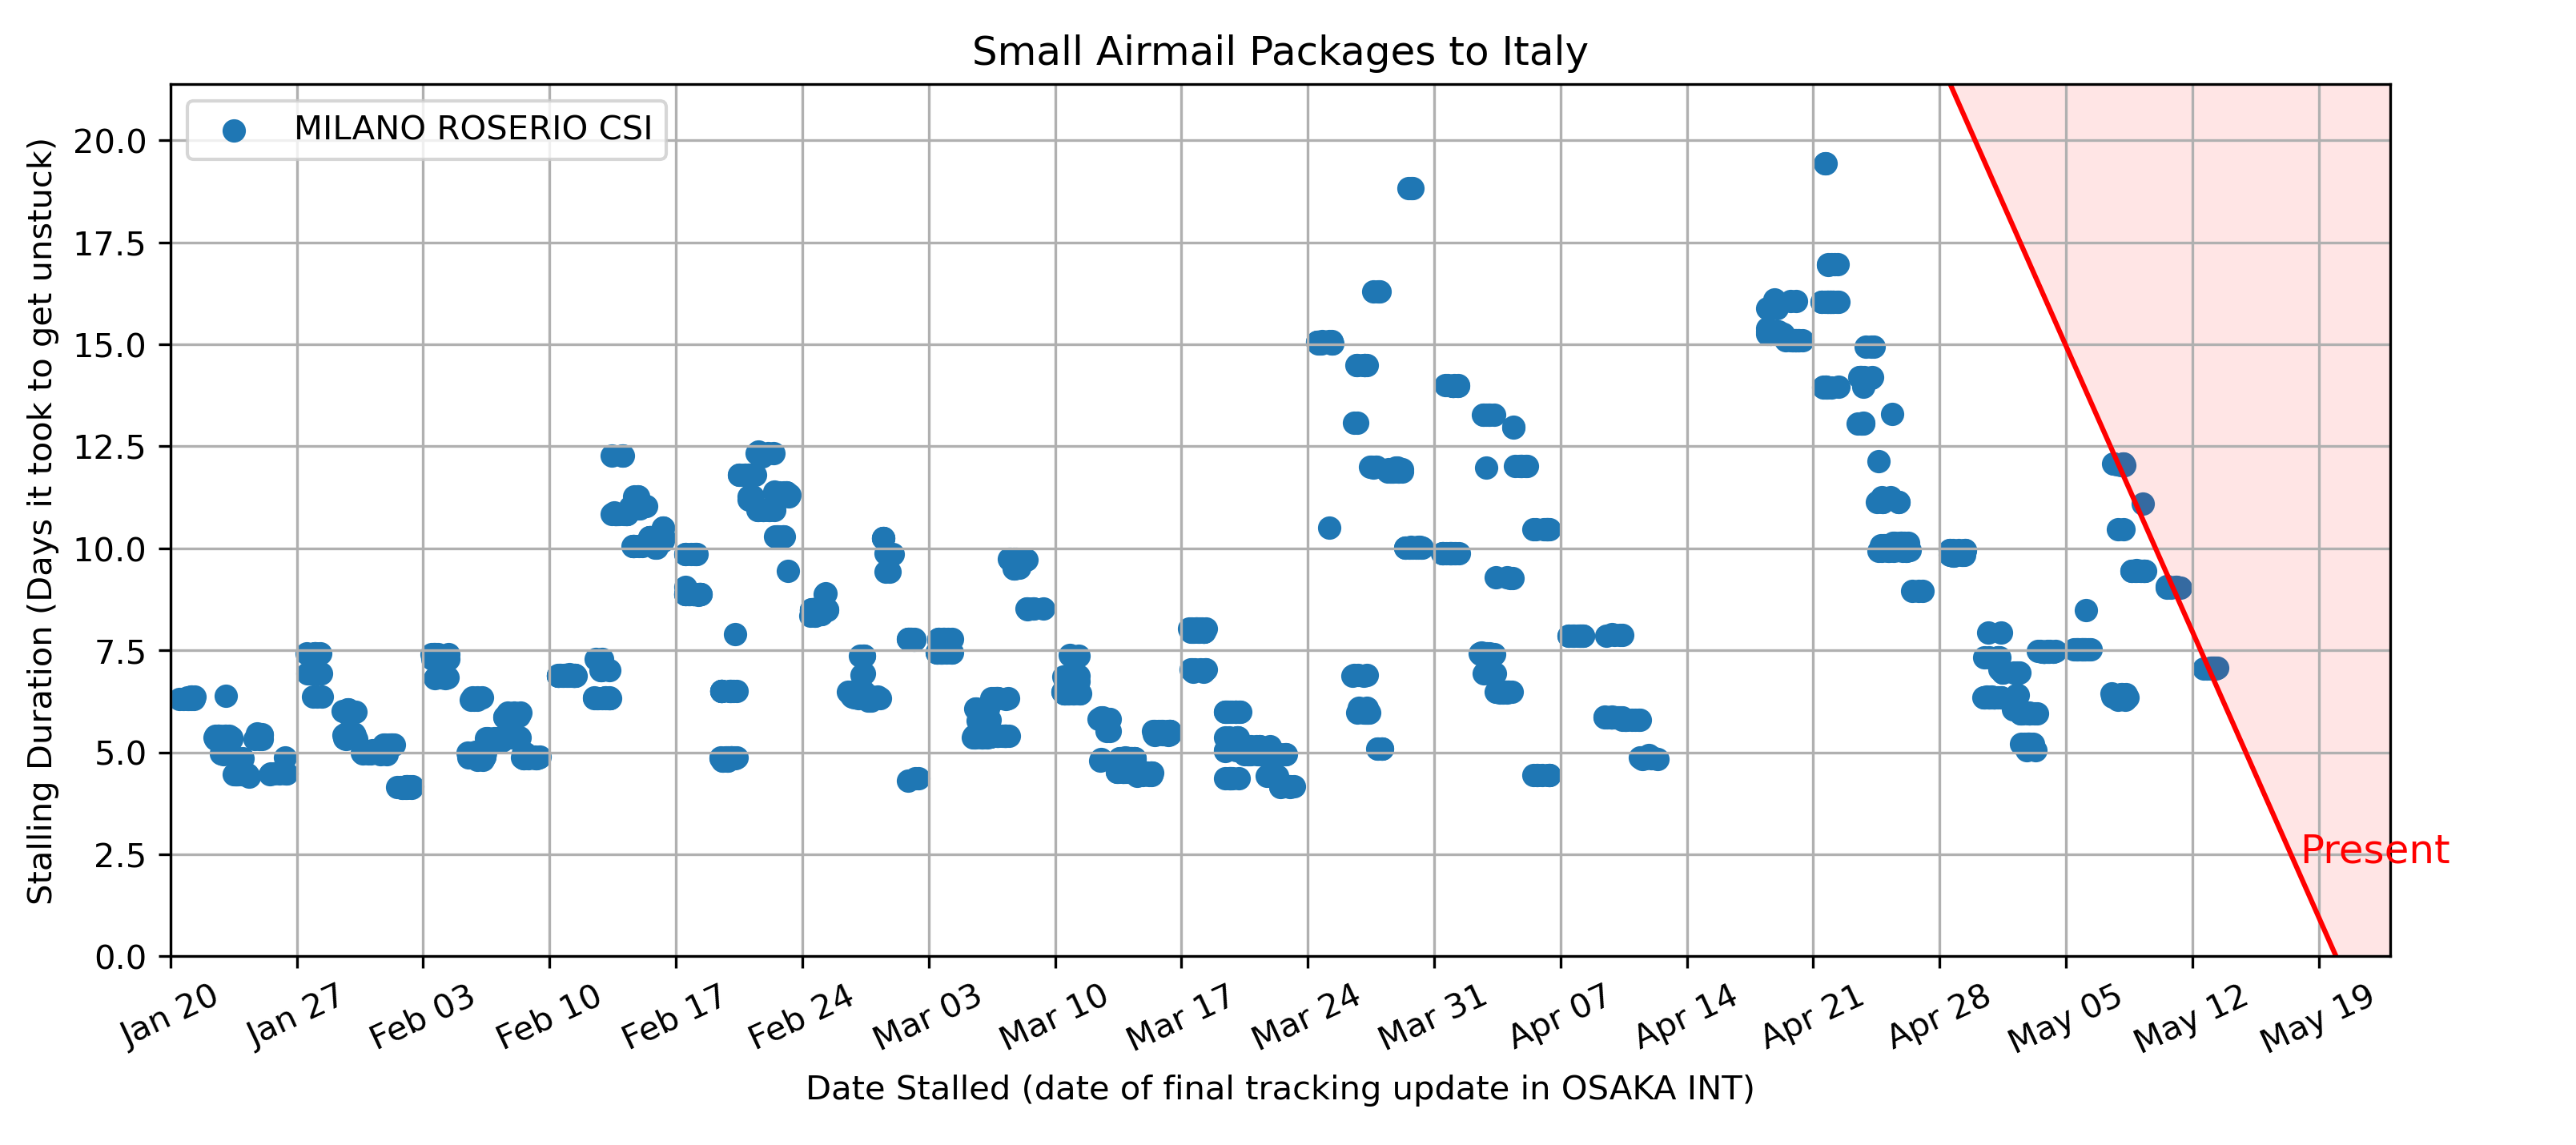 Small Airmail Packages to Italy
MILANO ROSERIO CSI
Stalling Duration (Days it took to get unstuck)
20.0
17.5
15.0
12.5
10.0
7.5
5.0
2.5
0.0
Present
Jan 20
Jan 27
Feb 03
Feb 10
Feb 17
Feb 24
Mar 03
Mar 10
Mar 17
Mar 24
Mar 31
Apr 07
Apr 14
Apr 21
Apr 28
May 05
May 12
May 19
Date Stalled (date of final tracking update in OSAKA INT)